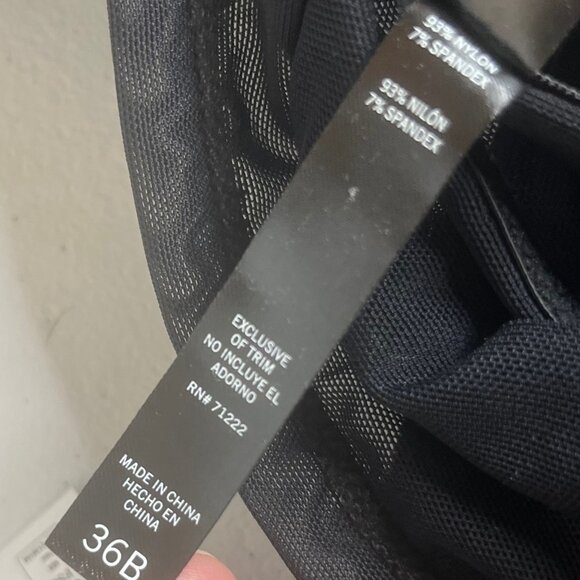 93% NYLON
7% SPANDEX
93% NILÓN
7% SPANDEX
EXCLUSIVE
OF TRIM
NO INCLUYE EL
ADORNO
RN# 71222
MADE IN CHINA
HECHO EN
CHINA
36B